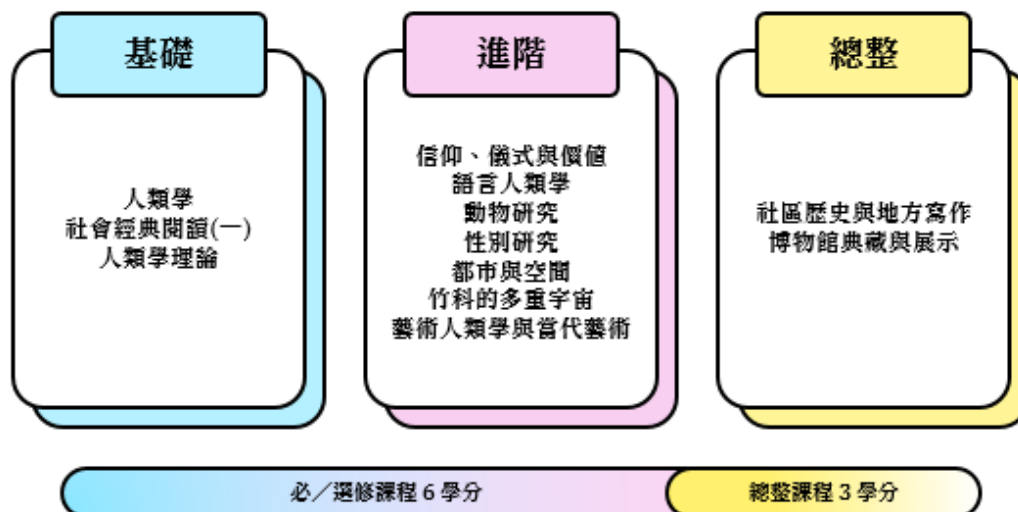 基礎
人類學
社會經典閱讀(一)
人類學理論
進階
信仰、儀式與價值
語言人類學
動物研究
性別研究
都市與空間
竹科的多重宇宙
藝術人類學與當代藝術
總整
社區歷史與地方寫作
博物館典藏與展示
必／選修課程 6 學分
總整課程 3 學分